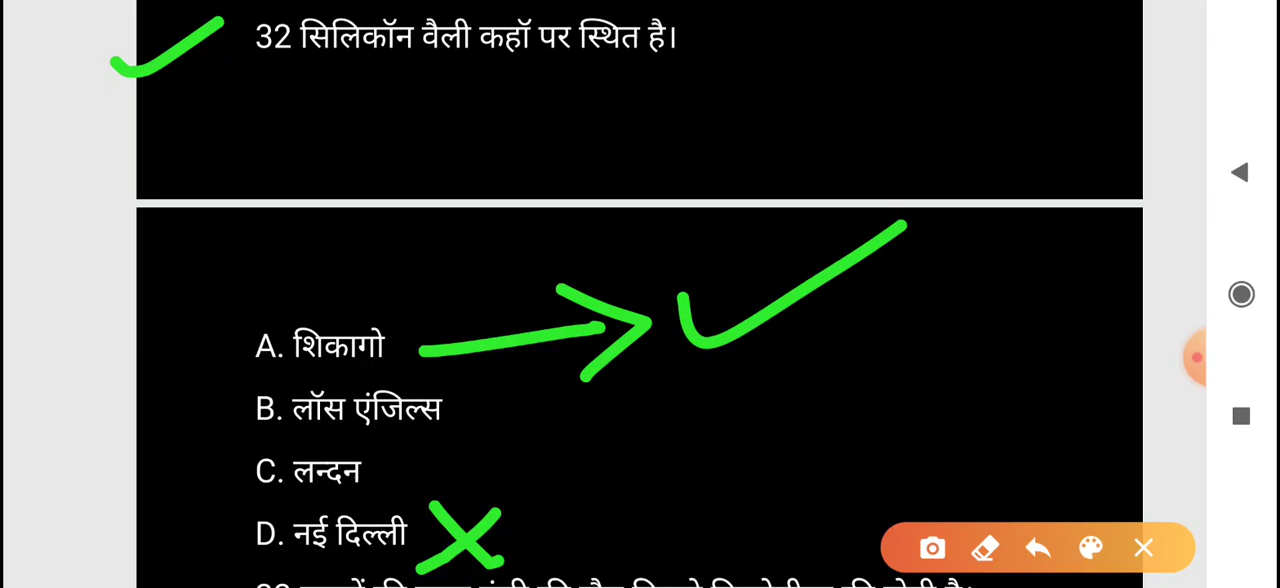 32 सिलिकॉन वैली कहॉ पर स्थित है।
A. शिकागो
B. लॉस एंजिल्स
C. लन्दन
D. नई दिल्ली